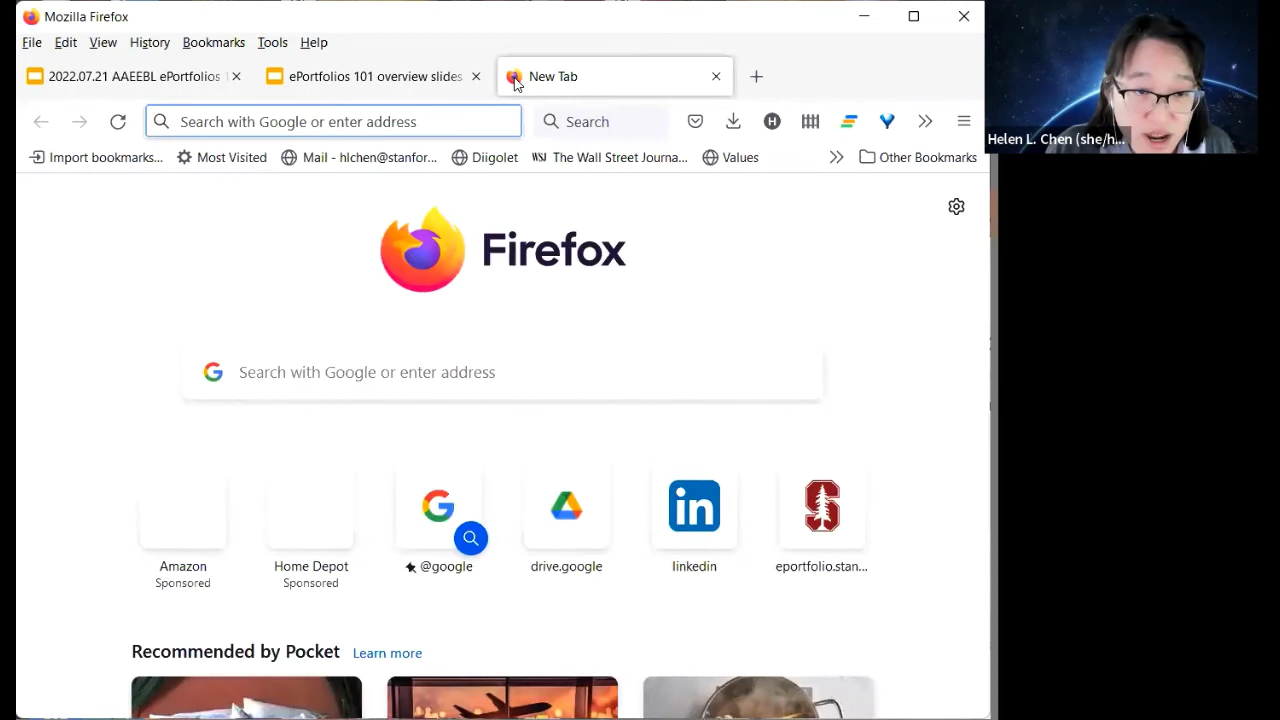 Mozilla Firefox
File Edit View History Bookmarks Tools Help
2022.07.21 AAEEBL ePortfolios
ePortfolios 101 overview slides
New Tab
Search with Google or enter address
Search
Import bookmarks...
Most Visited
Mail - hlchen@stanfor...
Diigolet
WSJ The Wall Street Journa...
Values
Other Bookmarks
Helen L. Chen (she/h...
Firefox
Search with Google or enter address
Amazon
Sponsored
Home Depot
Sponsored
@google
drive.google
linkedin
eportfolio.stan...
in
S
Recommended by Pocket Learn more